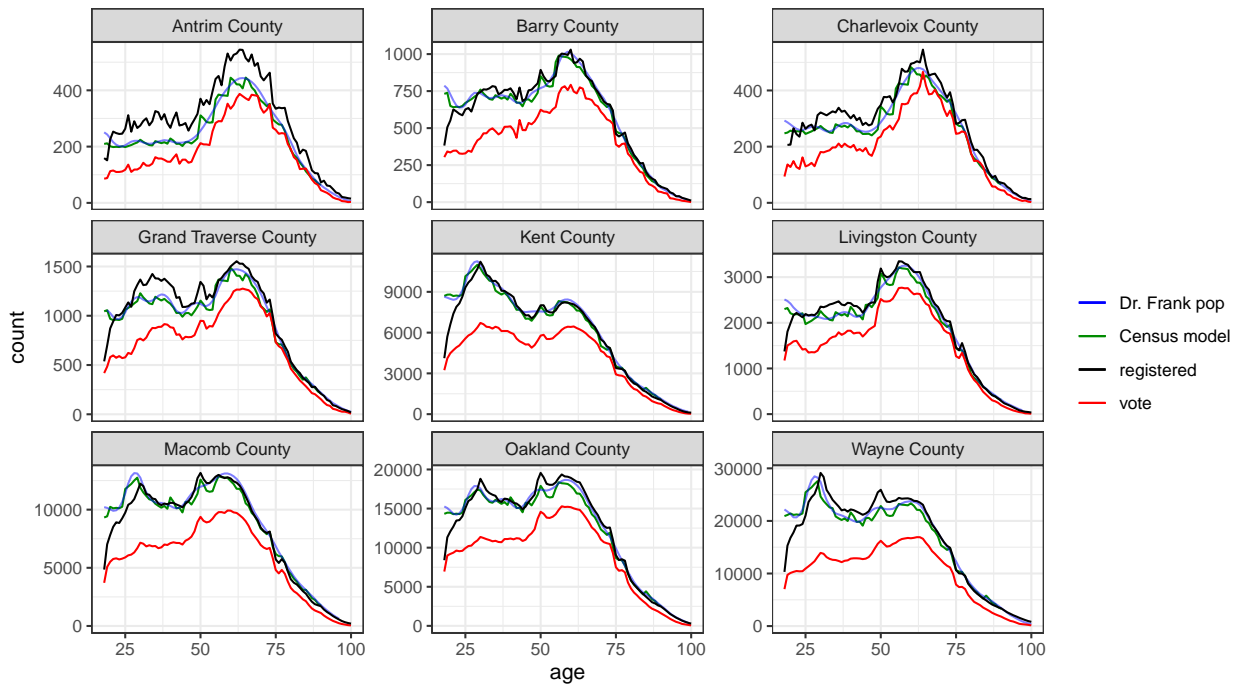 Antrim County
Barry County
Charlevoix County
400
200
0
1000
750
500
250
0
400
200
0
Grand Traverse County
Kent County
Livingston County
1500
1000
500
0
9000
6000
3000
0
3000
2000
1000
0
Macomb County
Oakland County
Wayne County
10000
5000
0
20000
15000
10000
5000
0
30000
20000
10000
0
25 50 75 100
25 50 75 100
25 50 75 100
age
count
Dr. Frank pop
Census model
registered
vote